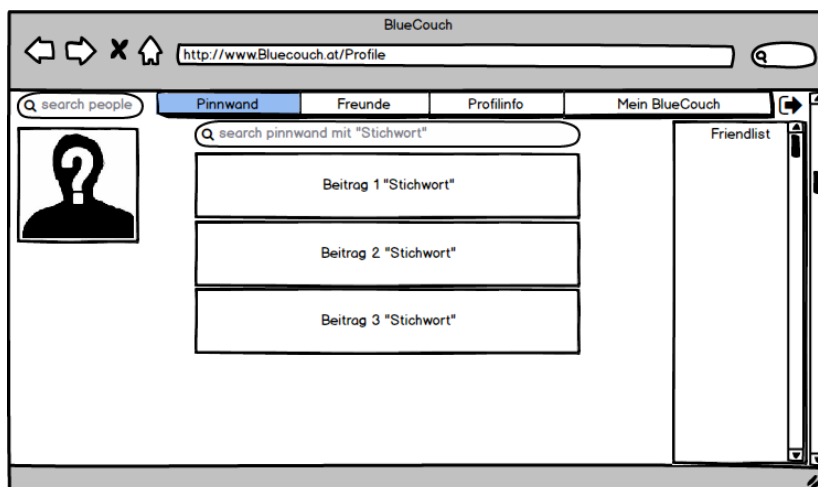 BlueCouch
http://www.Bluecouch.at/Profile
search people
Pinnwand
Freunde
Profilinfo
Mein BlueCouch
search pinnwand mit "Stichwort"
Friendlist
Beitrag 1 "Stichwort"
Beitrag 2 "Stichwort"
Beitrag 3 "Stichwort"